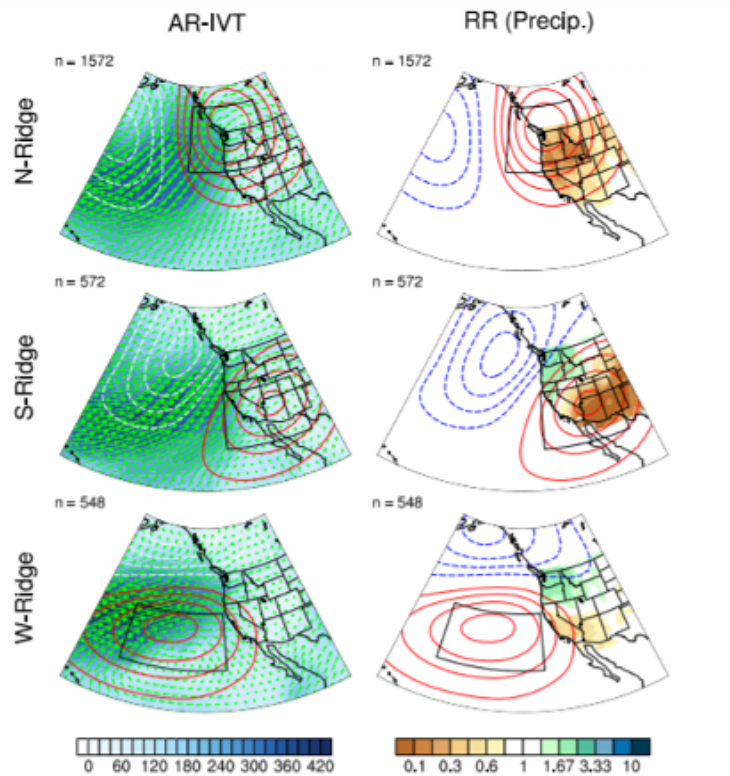 AR-IVT RR (Precip.)
n = 1572 n = 1572
N-Ridge
n = 572 n = 572
S-Ridge
n = 548 n = 548
W-Ridge
0 60 120 180 240 300 360 420 0.1 0.3 0.6 1 1.67 3.33 10